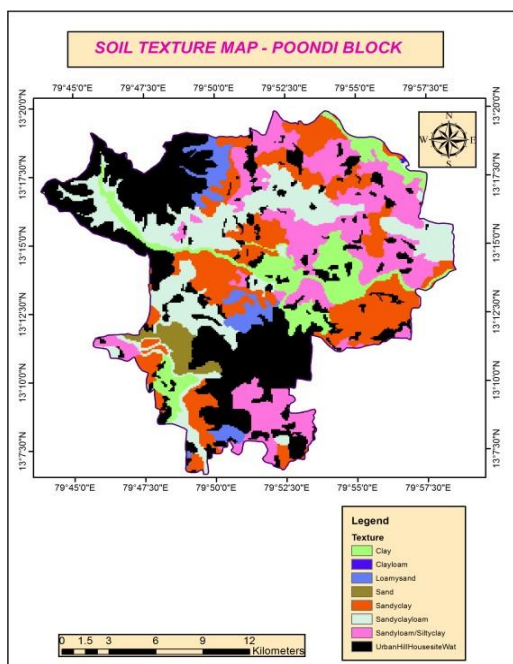 SOIL TEXTURE MAP - POONDI BLOCK
79°45'0"E 79°47'30"E 79°50'0"E 79°52'30"E 79°55'0"E 79°57'30"E
N
W E
S
13°20'0"N 13°20'0"N
13°17'30"N 13°17'30"N
13°15'0"N 13°15'0"N
13°12'30"N 13°12'30"N
13°10'0"N 13°10'0"N
13°7'30"N 13°7'30"N
79°45'0"E 79°47'30"E 79°50'0"E 79°52'30"E 79°55'0"E 79°57'30"E
Legend
Texture
Clay
Clayloam
Loamysand
Sand
Sandyclay
Sandyclayloam
Sandyloam/Siltyclay
UrbanHillHousesiteWat
0 1.5 3 6 9 12
Kilometers